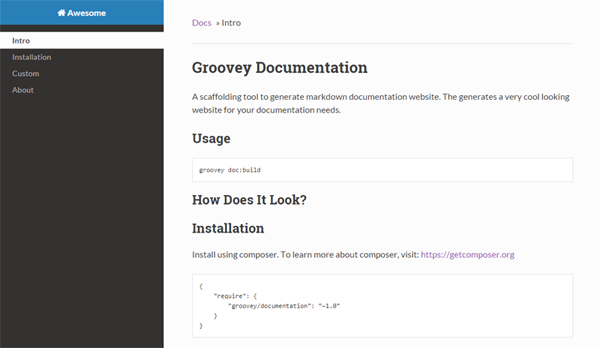 Awesome
Intro
Installation
Custom
About
Docs » Intro
Groovey Documentation
A scaffolding tool to generate markdown documentation website. The generates a very cool looking
website for your documentation needs.
Usage
groovey doc:build
How Does It Look?
Installation
Install using composer. To learn more about composer, visit: https://getcomposer.org
{
    "require": {
        "groovey/documentation": "~1.0"
    }
}